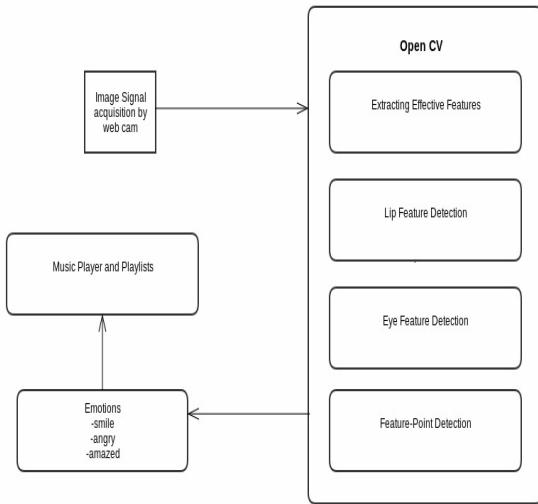 Open CV
Image Signal
acquisition by
web cam
Extracting Effective Features
Lip Feature Detection
Music Player and Playlists
Eye Feature Detection
Emotions
-smile
-angry
-amazed
Feature-Point Detection